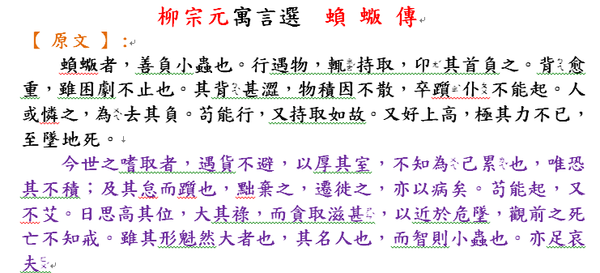 柳宗元寓言選 蝜蝂傳
【 原文 】:
蝜蝂者，善負小蟲也。行遇物，輒持取，卬其首負之。背愈
重，雖困劇不止也。其背甚澀，物積因不散，卒躓仆不能起。人
或憐之，為去其負。苟能行，又持取如故。又好上高，極其力不已，
至墜地死。
今世之嗜取者，遇貨不避，以厚其室，不知為己累也，唯恐
其不積；及其怠而躓也，黜棄之，遷徙之，亦以病矣。苟能起，又
不艾。日思高其位，大其祿，而貪取滋甚，以近於危墜，觀前之死
亡不知戒。雖其形魁然大者也，其名人也，而智則小蟲也。亦足哀
夫